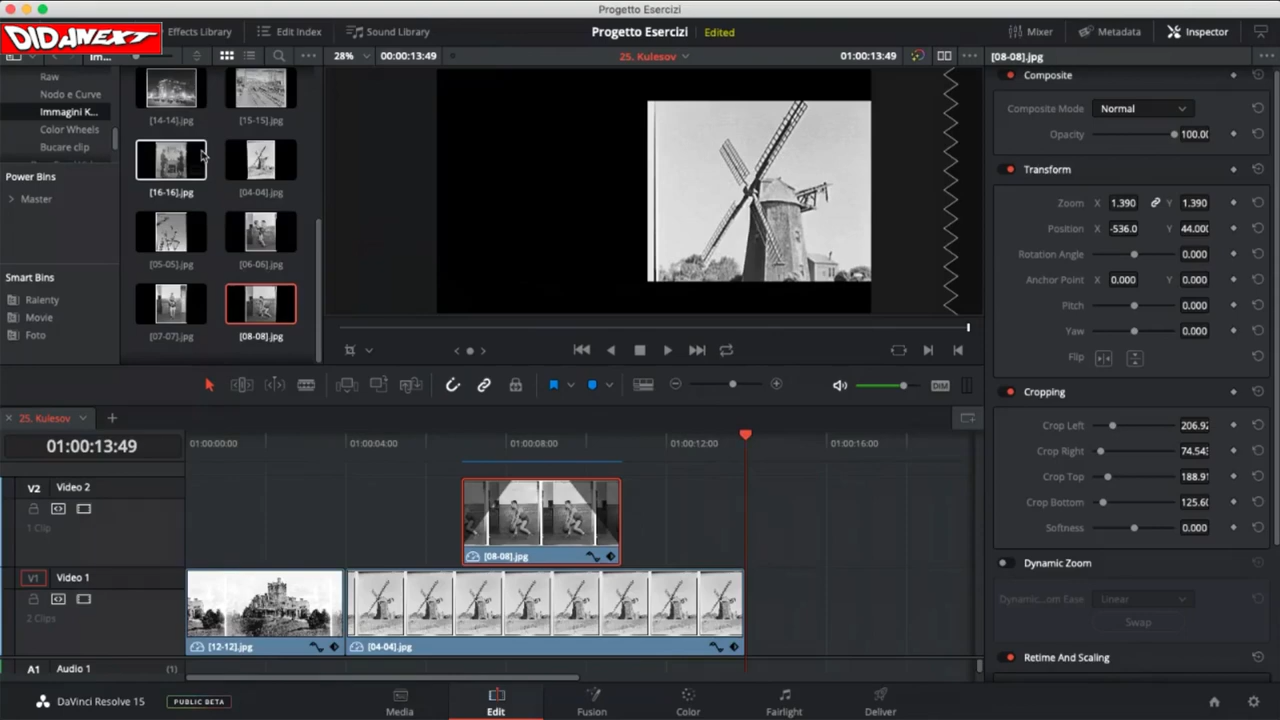 Progetto Esercizi
DIDANEXT
Effects Library
Edit Index
Sound Library
Progetto Esercizi
Edited
Mixer
Metadata
Inspector
Im...
28%
00:00:13:49
25. Kulesov
01:00:13:49
[08-08].jpg
Raw
Nodo e Curve
Immagini K...
Color Wheels
Bucare clip
Power Bins
Master
Smart Bins
Ralenty
Movie
Foto
[14-14].jpg
[15-15].jpg
[16-16].jpg
[04-04].jpg
[05-05].jpg
[06-06].jpg
[07-07].jpg
[08-08].jpg
Composite
Composite Mode
Normal
Opacity
100.00
Transform
Zoom X 1.390 Y 1.390
Position X -536.0 Y 44.000
Rotation Angle 0.000
Anchor Point X 0.000 Y 0.000
Pitch 0.000
Yaw 0.000
Flip
Cropping
Crop Left 206.92
Crop Right 74.543
Crop Top 188.91
Crop Bottom 125.60
Softness 0.000
Dynamic Zoom
Dynamic...om Ease Linear
Swap
Retime And Scaling
DIM
25. Kulesov
01:00:13:49
01:00:00:00
01:00:04:00
01:00:08:00
01:00:12:00
01:00:16:00
V2 Video 2
1 Clip
[08-08].jpg
V1 Video 1
2 Clips
[12-12].jpg
[04-04].jpg
A1 Audio 1 (1)
DaVinci Resolve 15
PUBLIC BETA
Media
Edit
Fusion
Color
Fairlight
Deliver